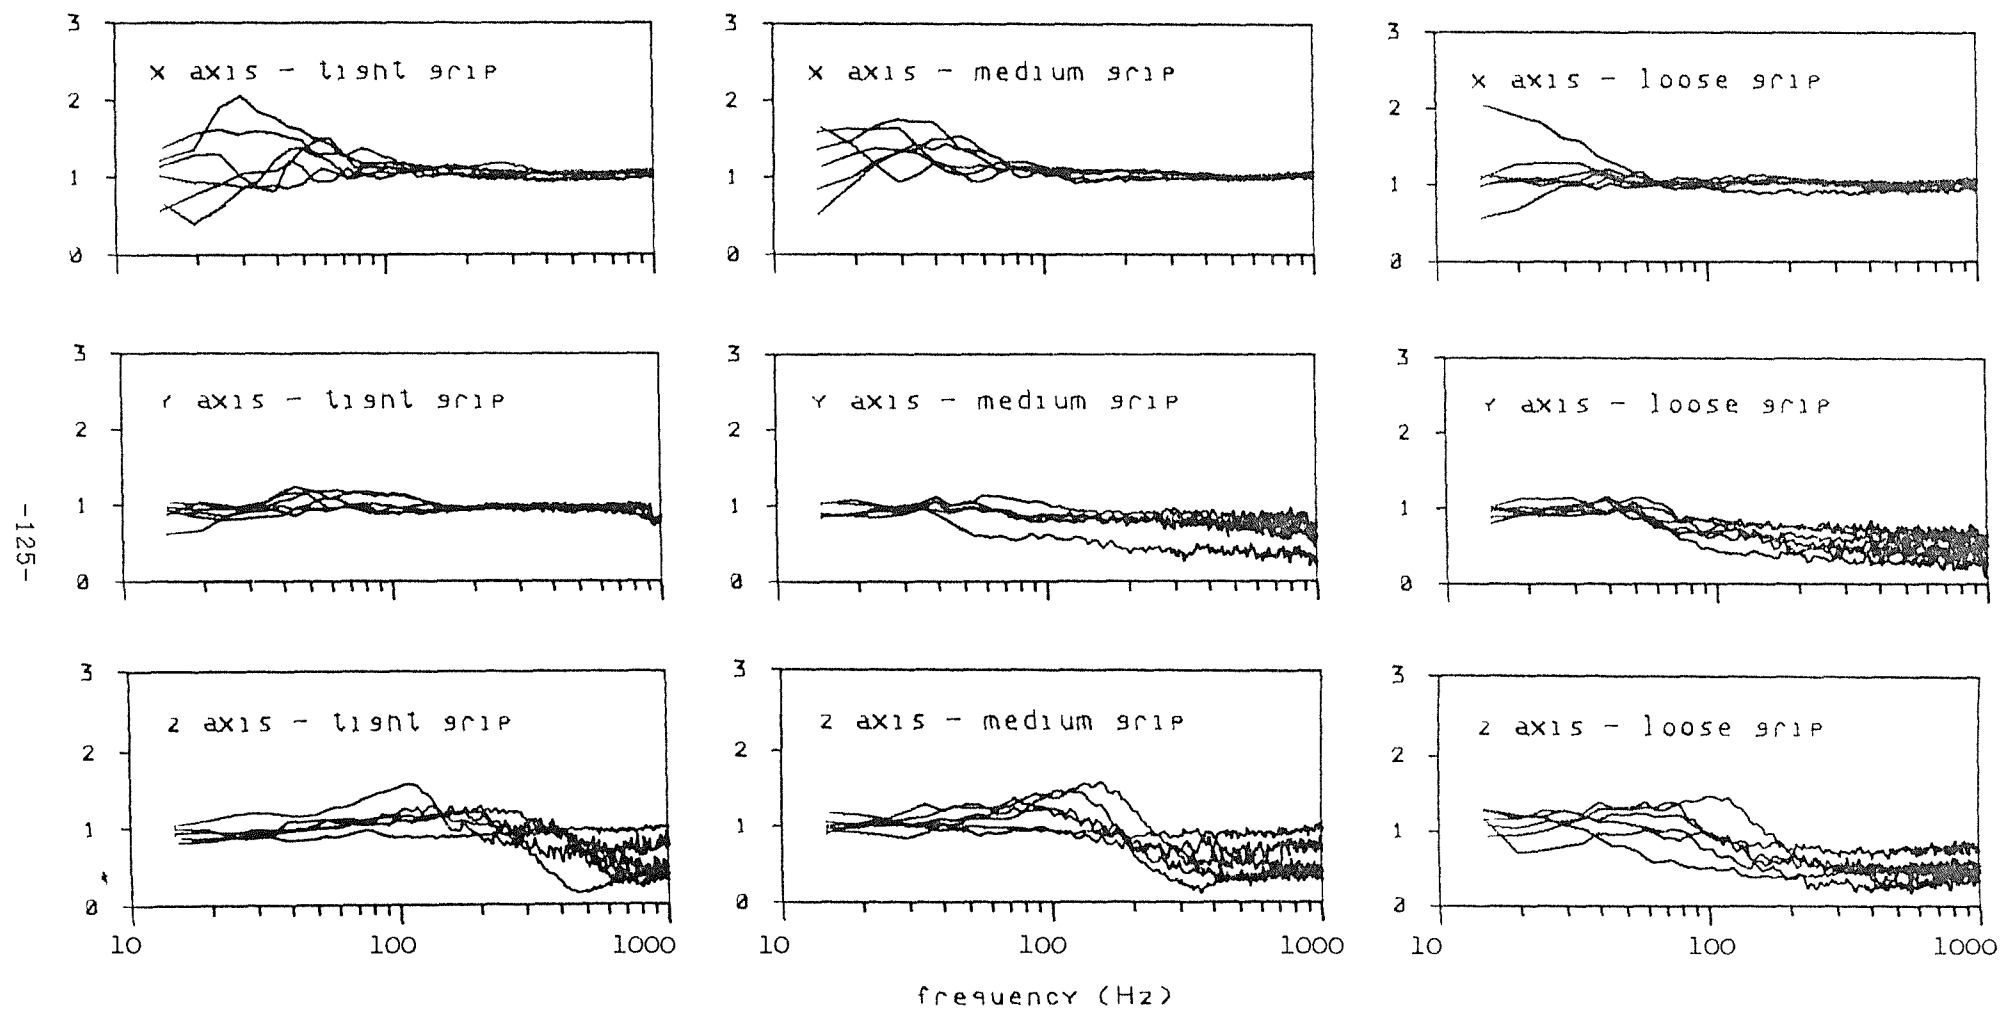 3 3 3
X axis - tight grip X axis - medium grip X axis - loose grip
2 2 2
1 1 1
0 0 0
3 3 3
Y axis - tight grip Y axis - medium grip Y axis - loose grip
2 2 2
1 1 1
0 0 0
-125-
3 3 3
Z axis - tight grip Z axis - medium grip Z axis - loose grip
2 2 2
1 1 1
0 0 0
10 100 1000 10 100 1000 10 100 1000
frequency (Hz)